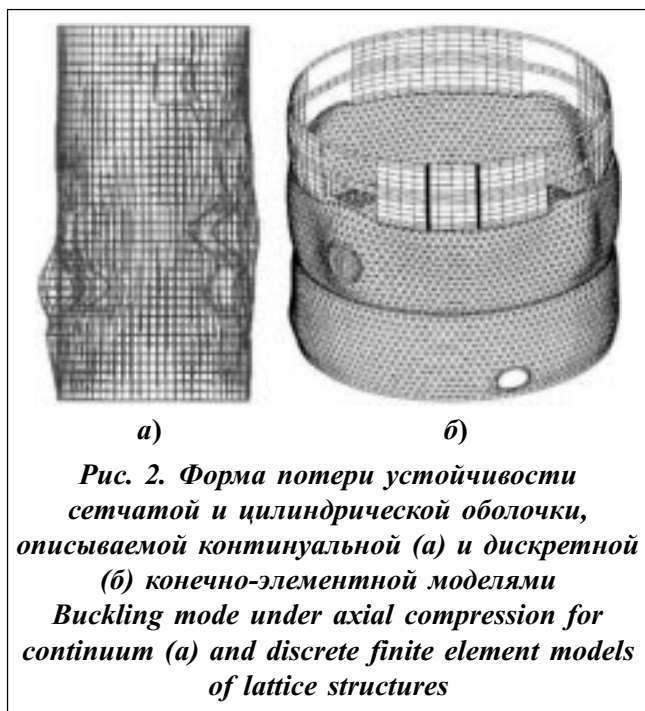 а) б)
Рис. 2. Форма потери устойчивости
сетчатой и цилиндрической оболочки,
описываемой континуальной (а) и дискретной
(б) конечно-элементной моделями
Buckling mode under axial compression for
continuum (a) and discrete finite element models
of lattice structures